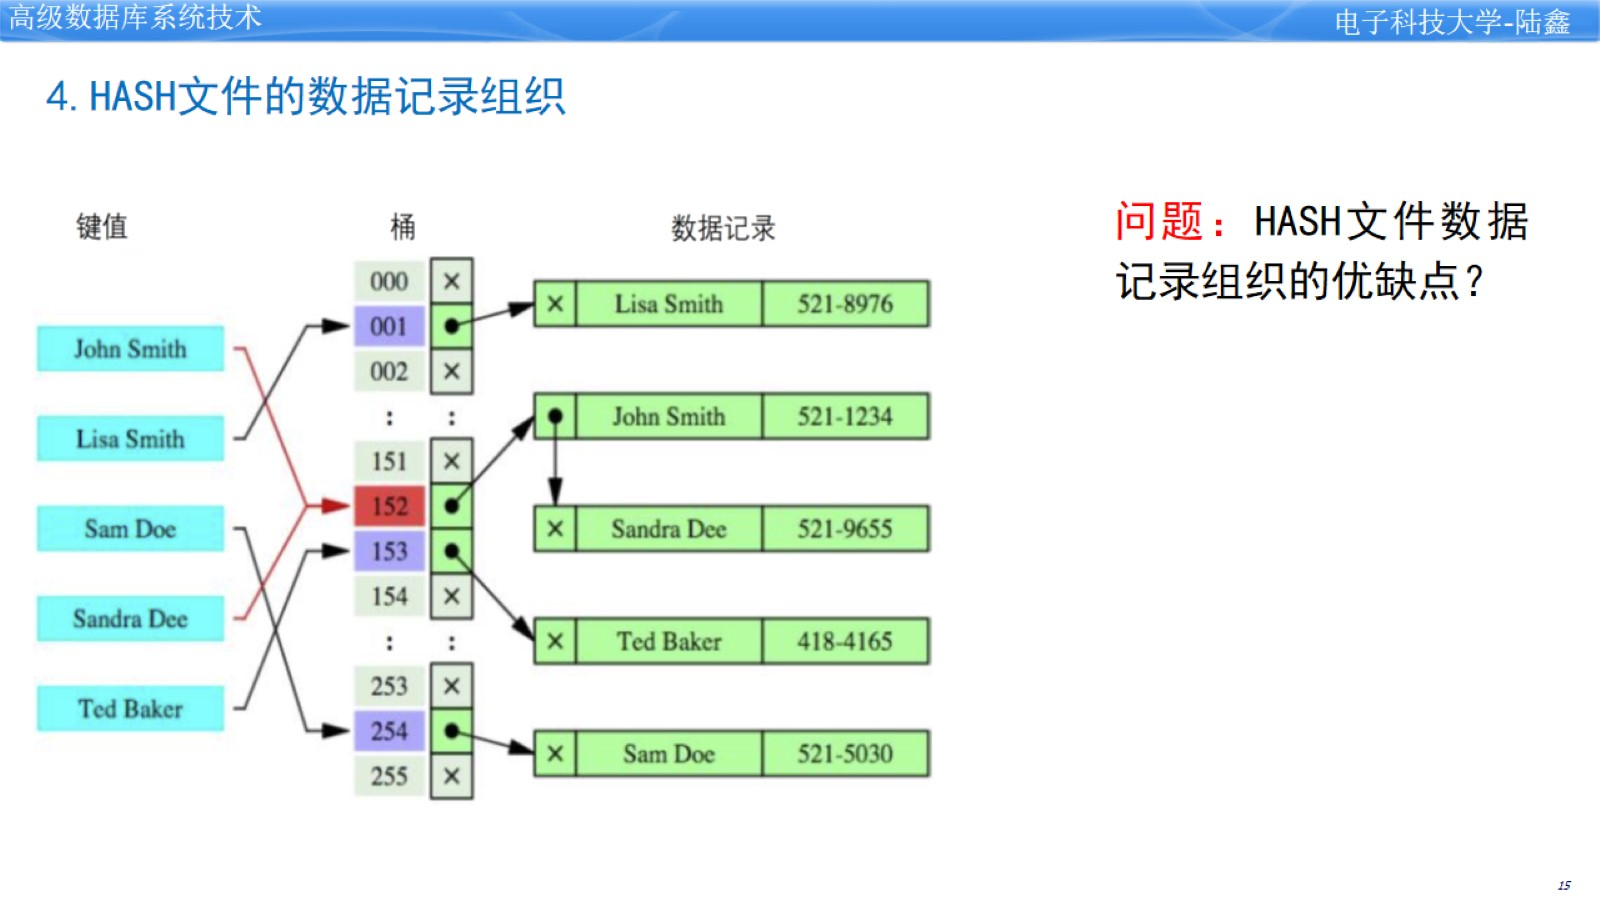 高级数据库系统技术
电子科技大学-陆鑫
4.HASH文件的数据记录组织
键值
桶
数据记录
问题：HASH文件数据
记录组织的优缺点?
John Smith
Lisa Smith
Sam Doe
Sandra Dee
Ted Baker
000
001
002
:
:
151
152
153
154
:
:
253
254
255
Lisa Smith 521-8976
John Smith 521-1234
Sandra Dee 521-9655
Ted Baker 418-4165
Sam Doe 521-5030
15